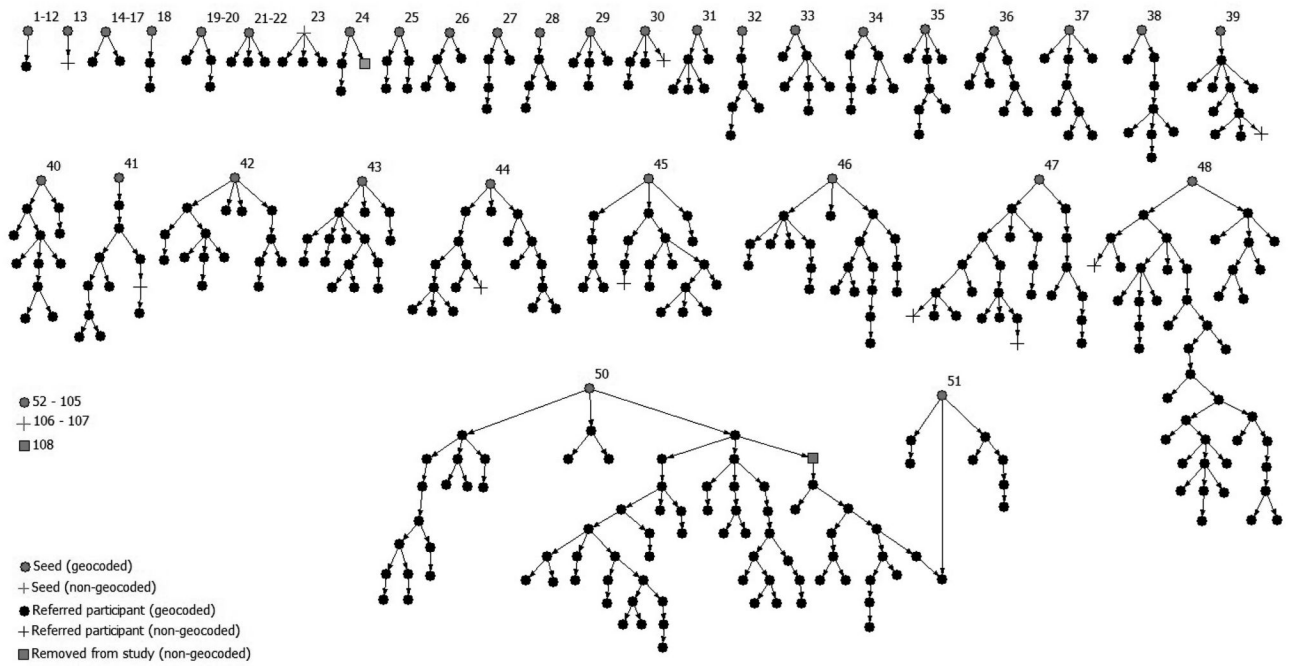 1-12 13 14-17 18 19-20 21-22 23 24 25 26 27 28 29 30 31 32 33 34 35 36 37 38 39
40 41 42 43 44 45 46 47 48
50 51
52 - 105
106 - 107
108
Seed (geocoded)
Seed (non-geocoded)
Referred participant (geocoded)
Referred participant (non-geocoded)
Removed from study (non-geocoded)